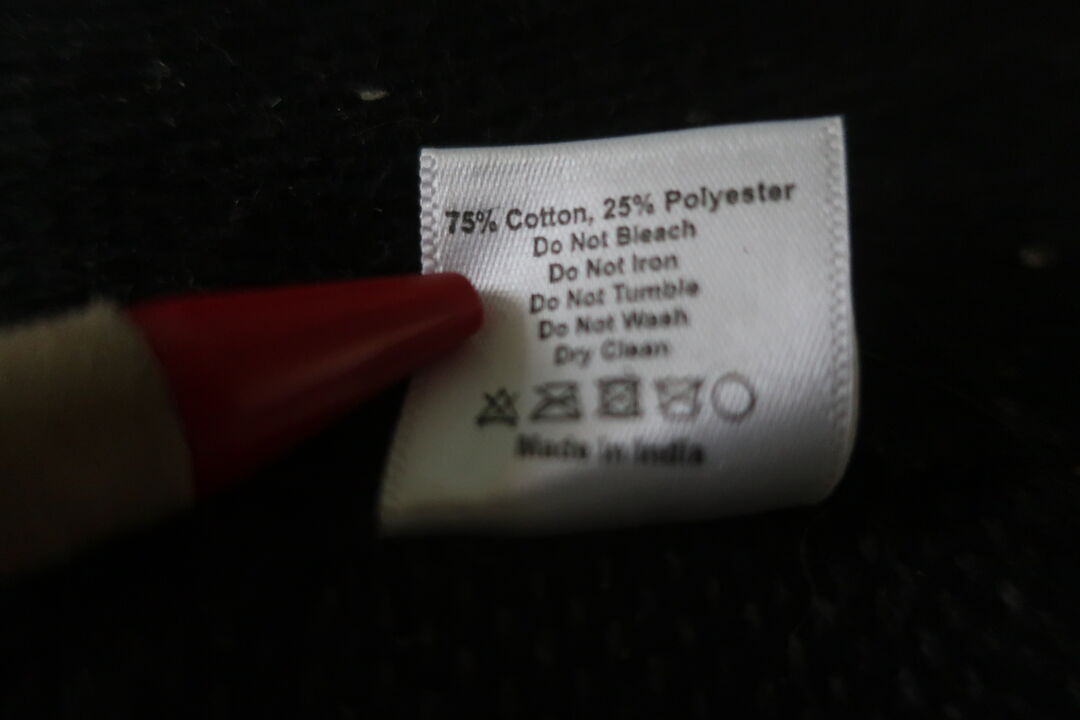 75% Cotton, 25% Polyester
Do Not Bleach
Do Not Iron
Do Not Tumble
Do Not Wash
Dry Clean
Made in India